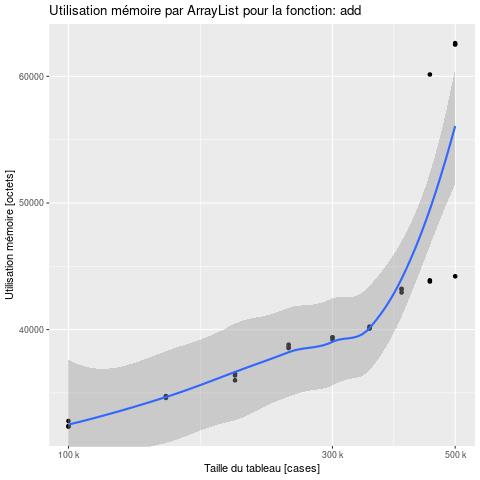 Utilisation mémoire par ArrayList pour la fonction: add
Utilisation mémoire [octets]
60000
50000
40000
100 k
300 k
500 k
Taille du tableau [cases]